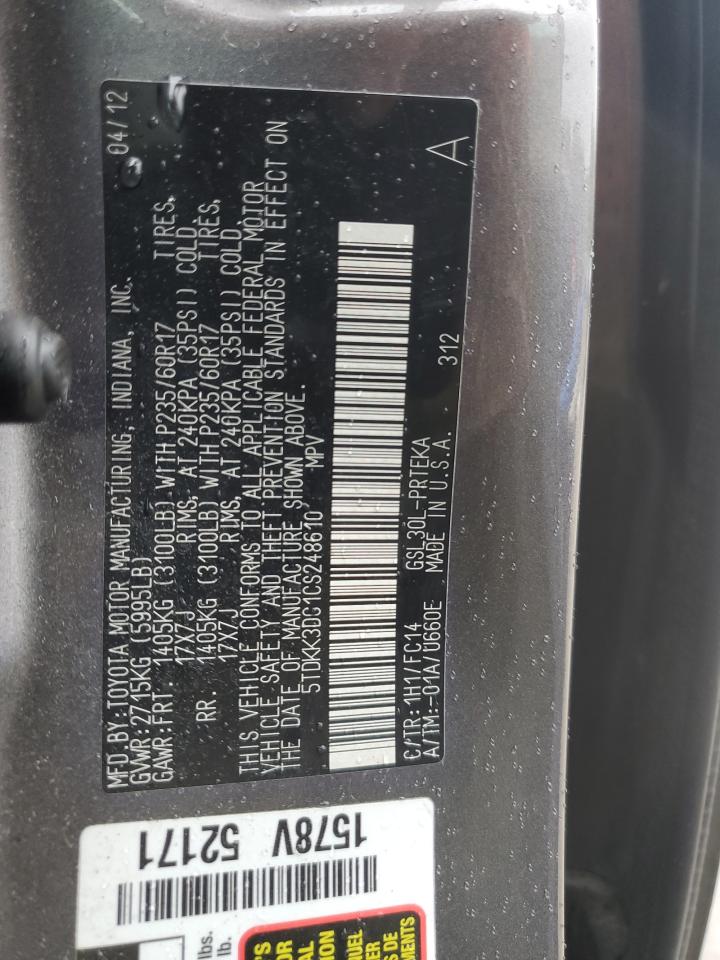 MFD.BY:TOYOTA MOTOR MANUFACTURING, INDIANA, INC. 04/12
GVWR:2715KG (5995LB)
GAWR:FRT. 1405KG (3100LB) WITH P235/60R17 TIRES,
17X7J RIMS, AT 240KPA (35PSI) COLD
RR. 1405KG (3100LB) WITH P235/60R17 TIRES,
17X7J RIMS, AT 240KPA (35PSI) COLD
THIS VEHICLE CONFORMS TO ALL APPLICABLE FEDERAL MOTOR
VEHICLE SAFETY AND THEFT PREVENTION STANDARDS IN EFFECT ON
THE DATE OF MANUFACTURE SHOWN ABOVE.
5TDKK3DC1CS248610 MPV
C/TR:1H1/FC14 GSL30L-PRTEKA
A/TM:-01A/U660E MADE IN U.S.A. 312
A
1578V
52171
lbs.
lb.